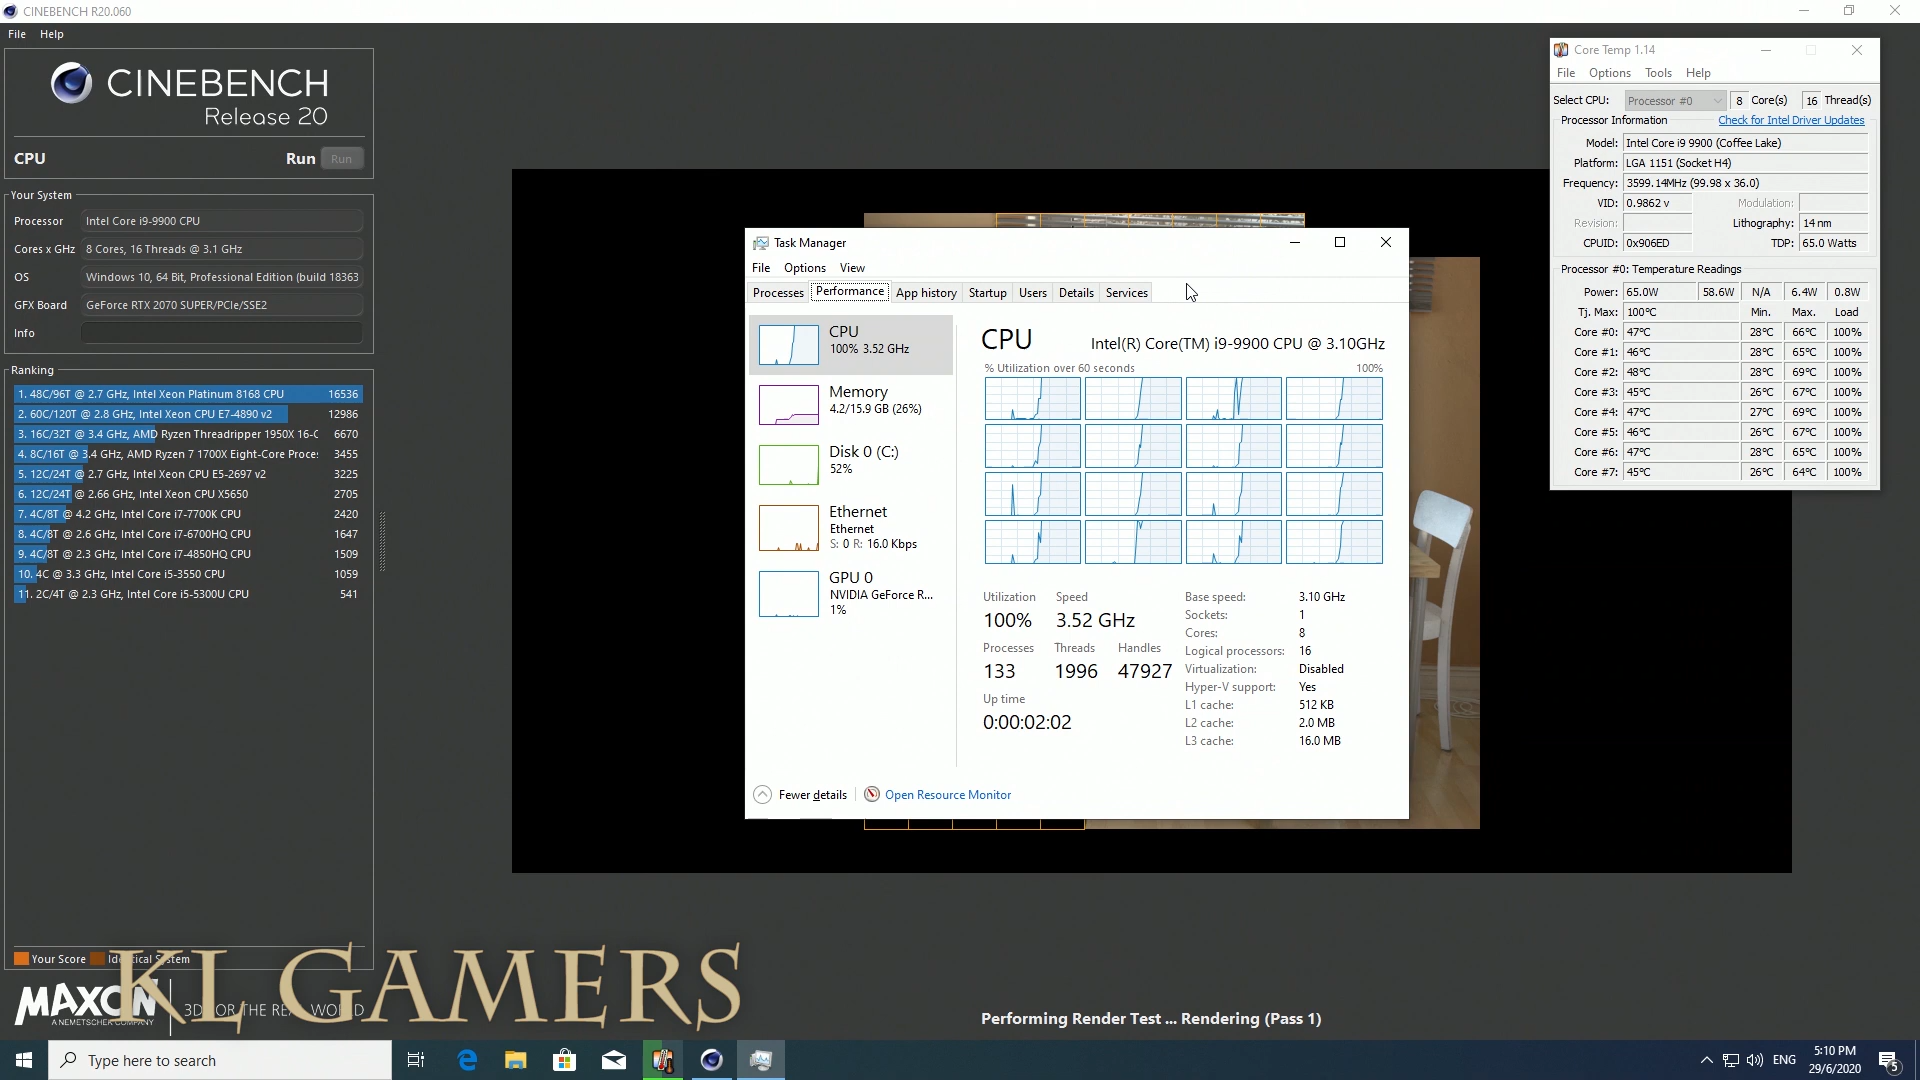 CINEBENCH R20.060
File Help
CINEBENCH
Release 20
CPU Run Run
Your System
Processor Intel Core i9-9900 CPU
Cores x GHz 8 Cores, 16 Threads @ 3.1 GHz
OS Windows 10, 64 Bit, Professional Edition (build 18363
GFX Board GeForce RTX 2070 SUPER/PCIe/SSE2
Info
Ranking
1. 48C/96T @ 2.7 GHz, Intel Xeon Platinum 8168 CPU 16536
2. 60C/120T @ 2.8 GHz, Intel Xeon CPU E7-4890 v2 12986
3. 16C/32T @ 3.4 GHz, AMD Ryzen Threadripper 1950X 16-C 6670
4. 8C/16T @ 3.4 GHz, AMD Ryzen 7 1700X Eight-Core Proces 3455
5. 12C/24T @ 2.7 GHz, Intel Xeon CPU E5-2697 v2 3225
6. 12C/24T @ 2.66 GHz, Intel Xeon CPU X5650 2705
7. 4C/8T @ 4.2 GHz, Intel Core i7-7700K CPU 2420
8. 4C/8T @ 2.6 GHz, Intel Core i7-6700HQ CPU 1647
9. 4C/8T @ 2.3 GHz, Intel Core i7-4850HQ CPU 1509
10. 4C @ 3.3 GHz, Intel Core i5-3550 CPU 1059
11. 2C/4T @ 2.3 GHz, Intel Core i5-5300U CPU 541
Your Score Identical System
MAXON 3D FOR THE REAL WORLD
A NEMETSCHEK COMPANY
KL GAMERS
Task Manager
File Options View
Processes Performance App history Startup Users Details Services
CPU
100% 3.52 GHz
Memory
4.2/15.9 GB (26%)
Disk 0 (C:)
52%
Ethernet
Ethernet
S: 0 R: 16.0 Kbps
GPU 0
NVIDIA GeForce R...
1%
CPU Intel(R) Core(TM) i9-9900 CPU @ 3.10GHz
% Utilization over 60 seconds 100%
Utilization Speed
100% 3.52 GHz
Processes Threads Handles
133 1996 47927
Up time
0:00:02:02
Base speed: 3.10 GHz
Sockets: 1
Cores: 8
Logical processors: 16
Virtualization: Disabled
Hyper-V support: Yes
L1 cache: 512 KB
L2 cache: 2.0 MB
L3 cache: 16.0 MB
Fewer details Open Resource Monitor
Performing Render Test ... Rendering (Pass 1)
Core Temp 1.14
File Options Tools Help
Select CPU: Processor #0 8 Core(s) 16 Thread(s)
Processor Information Check for Intel Driver Updates
Model: Intel Core i9 9900 (Coffee Lake)
Platform: LGA 1151 (Socket H4)
Frequency: 3599.14MHz (99.98 x 36.0)
VID: 0.9862 v Modulation:
Revision: Lithography: 14 nm
CPUID: 0x906ED TDP: 65.0 Watts
Processor #0: Temperature Readings
Power: 65.0W 58.6W N/A 6.4W 0.8W
Tj. Max: 100°C Min. Max. Load
Core #0: 47°C 28°C 66°C 100%
Core #1: 46°C 28°C 65°C 100%
Core #2: 48°C 28°C 69°C 100%
Core #3: 45°C 26°C 67°C 100%
Core #4: 47°C 27°C 69°C 100%
Core #5: 46°C 26°C 67°C 100%
Core #6: 47°C 28°C 65°C 100%
Core #7: 45°C 26°C 64°C 100%
Type here to search
ENG
5:10 PM
29/6/2020
5